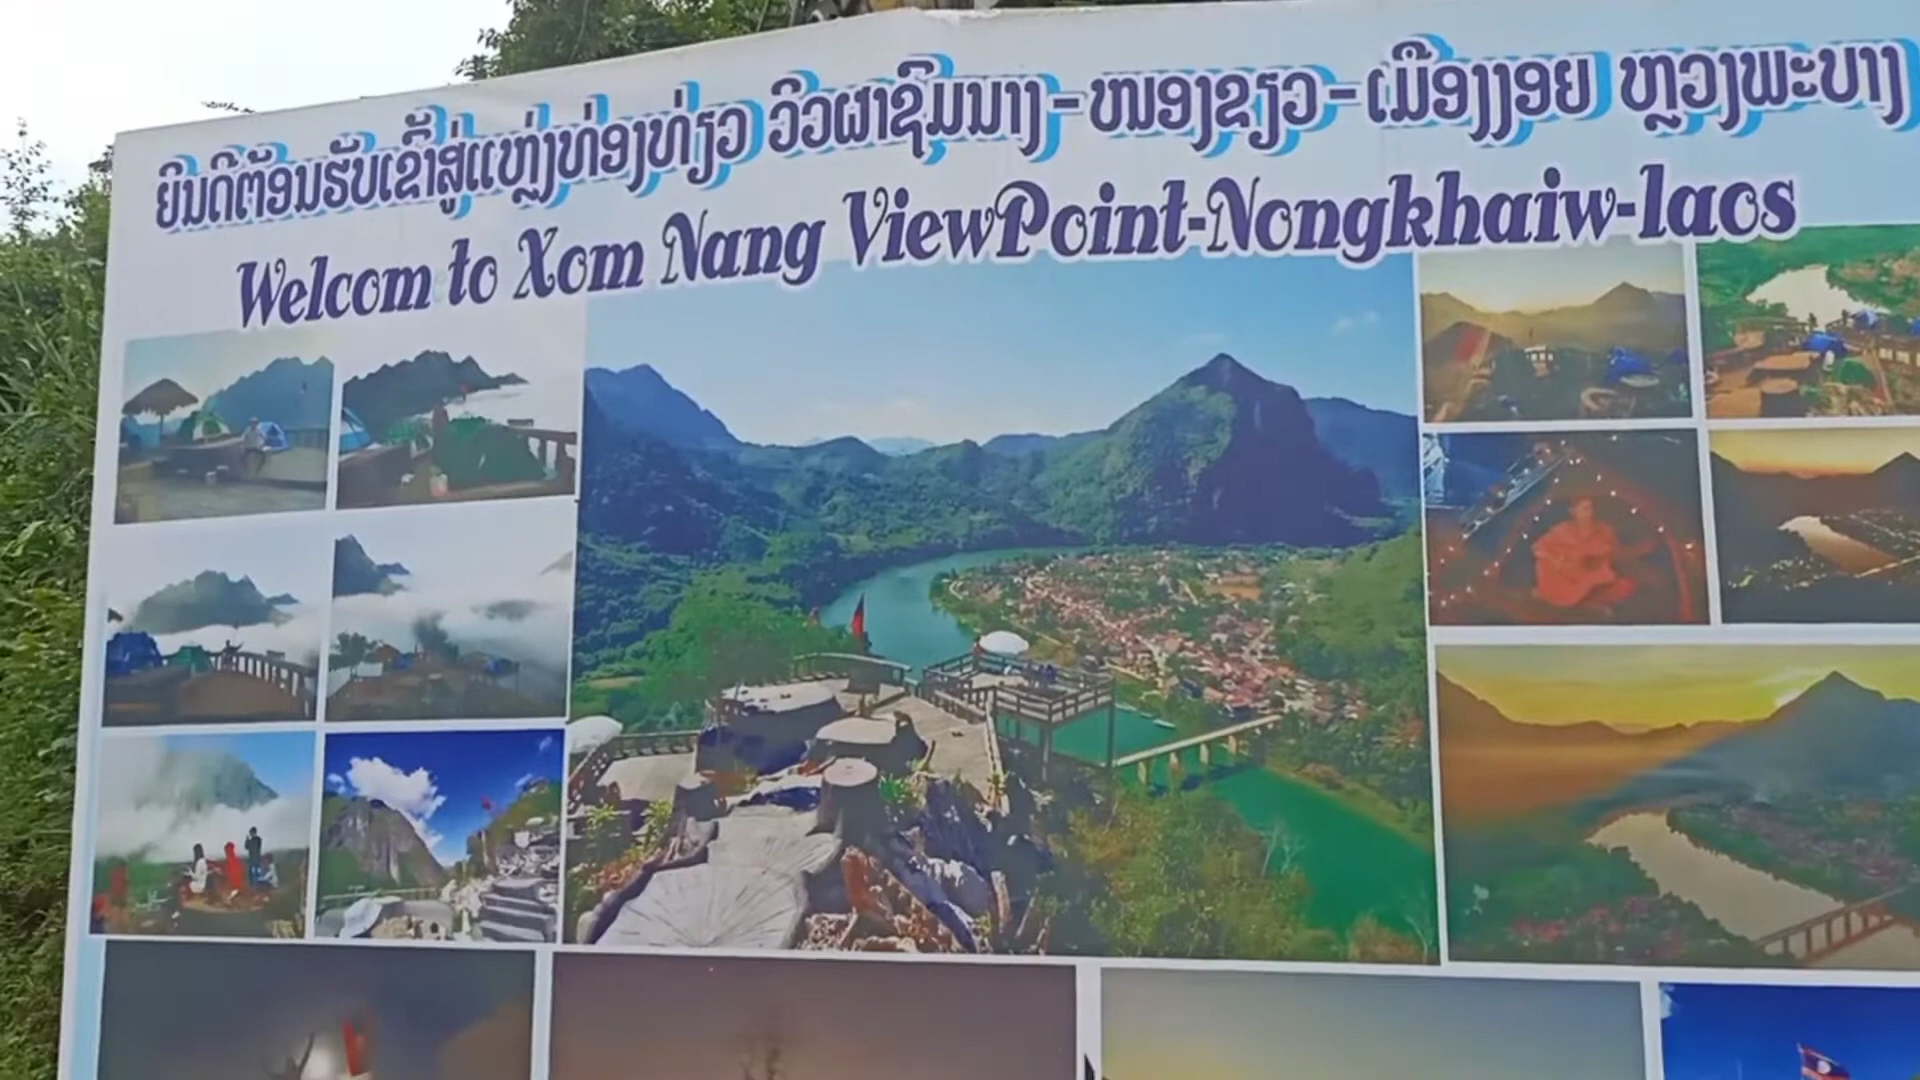 ຍິນດີຕ້ອນຮັບເຂົ້າສູ່ແຫຼ່ງທ່ອງທ່ຽວ ວິວຜາຊົມນາງ-ໜອງຂຽວ-ເມືອງງອຍ ຫຼວງພະບາງ
Welcom to Xom Nang ViewPoint-Nongkhaiw-laos